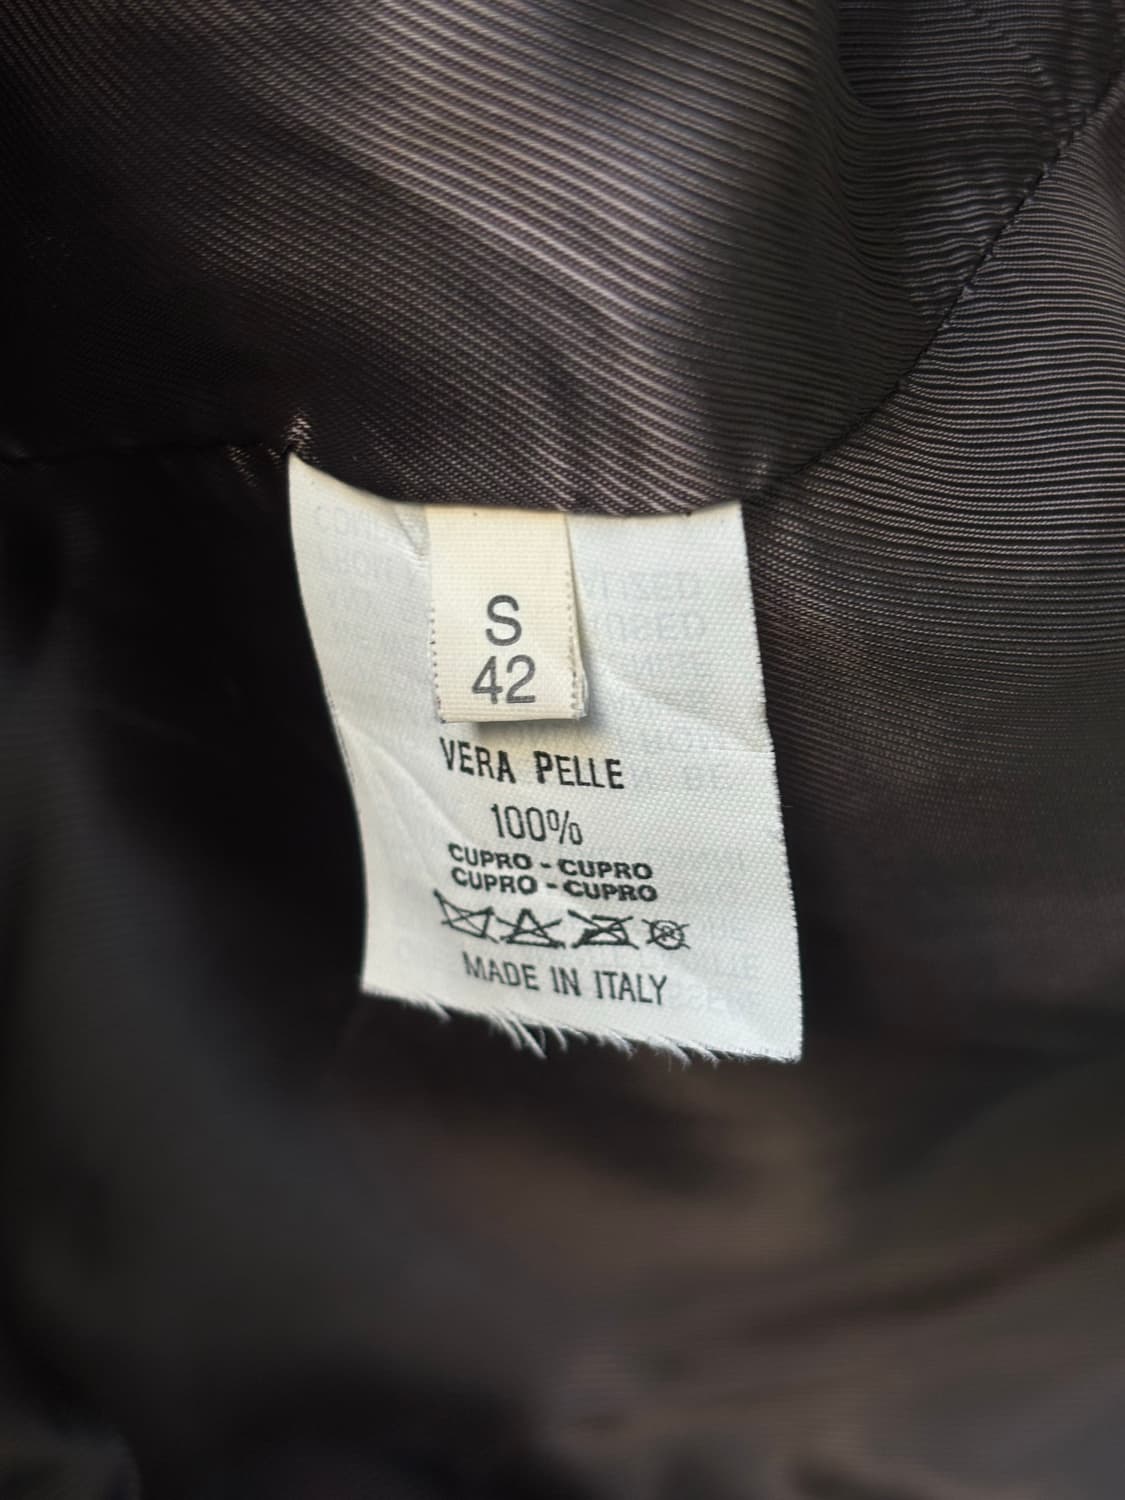 S
42
VERA PELLE
100%
CUPRO - CUPRO
CUPRO - CUPRO
MADE IN ITALY